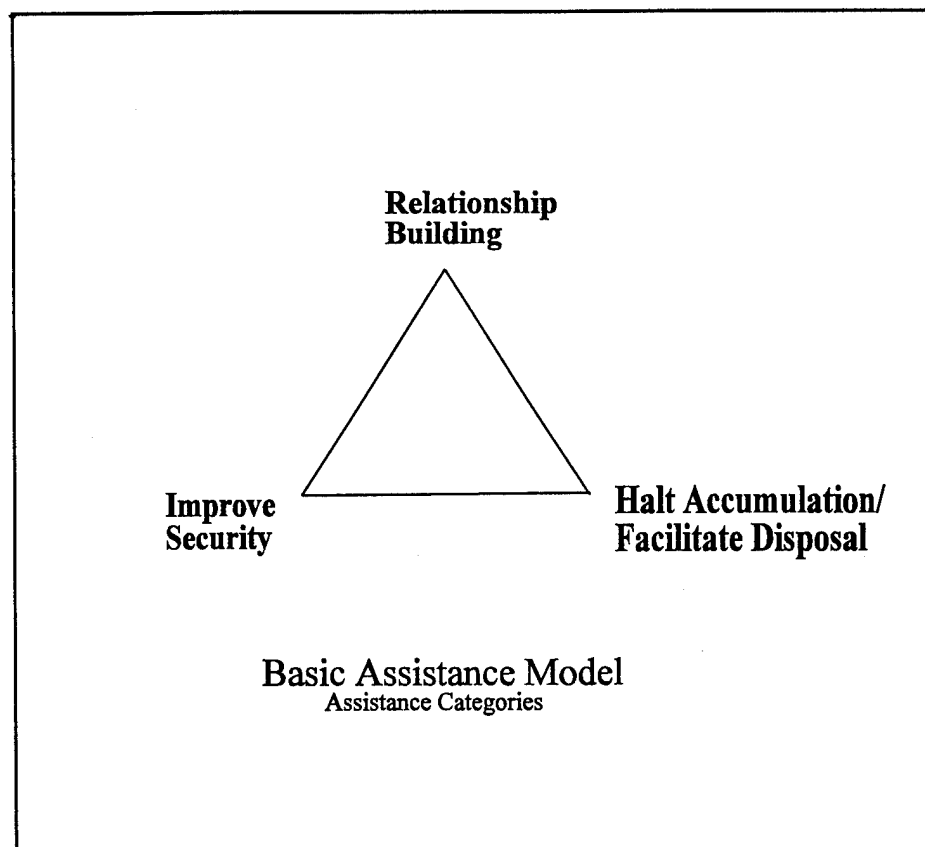 Relationship
Building
Improve
Security
Halt Accumulation/
Facilitate Disposal
Basic Assistance Model
Assistance Categories